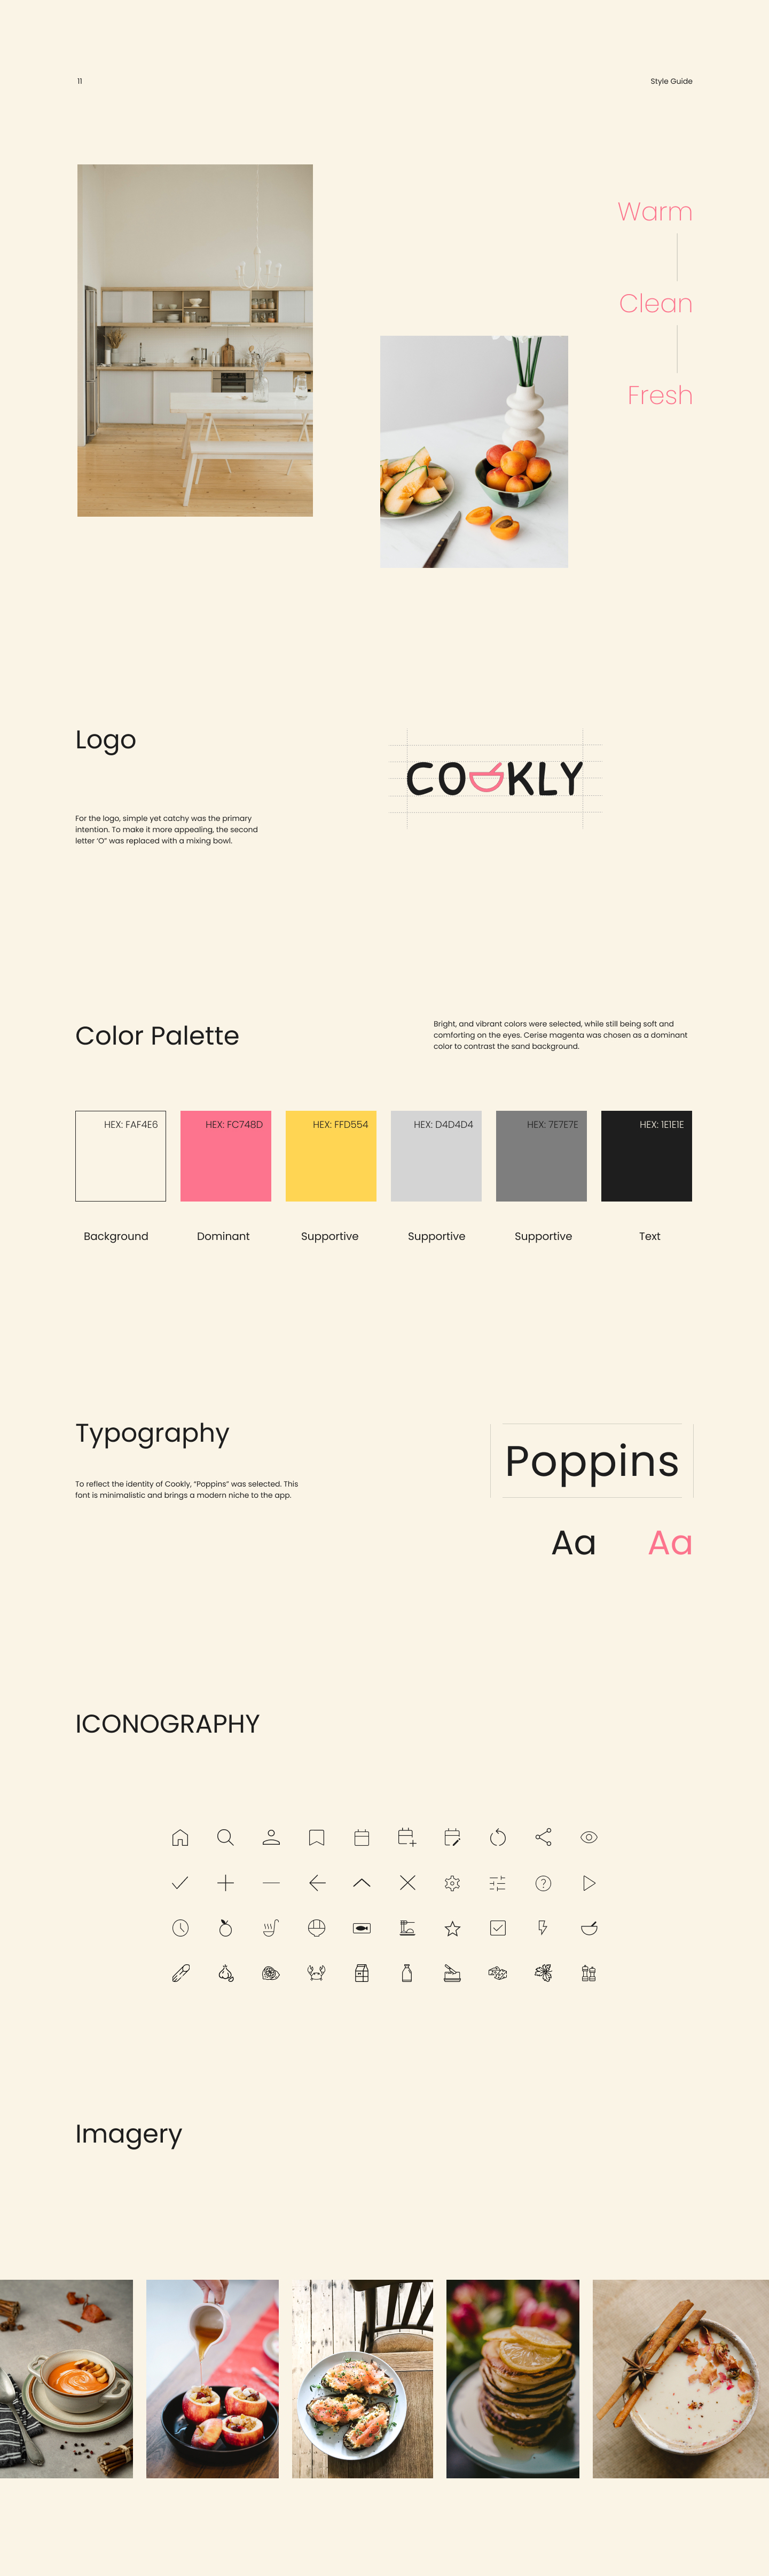 11
Style Guide
Warm
Clean
Fresh
Logo
COOKLY
For the logo, simple yet catchy was the primary
intention. To make it more appealing, the second
letter ‘O” was replaced with a mixing bowl.
Color Palette
Bright, and vibrant colors were selected, while still being soft and
comforting on the eyes. Cerise magenta was chosen as a dominant
color to contrast the sand background.
HEX: FAF4E6
HEX: FC748D
HEX: FFD554
HEX: D4D4D4
HEX: 7E7E7E
HEX: 1E1E1E
Background
Dominant
Supportive
Supportive
Supportive
Text
Typography
Poppins
To reflect the identity of Cookly, “Poppins” was selected. This
font is minimalistic and brings a modern niche to the app.
Aa
Aa
ICONOGRAPHY
Imagery